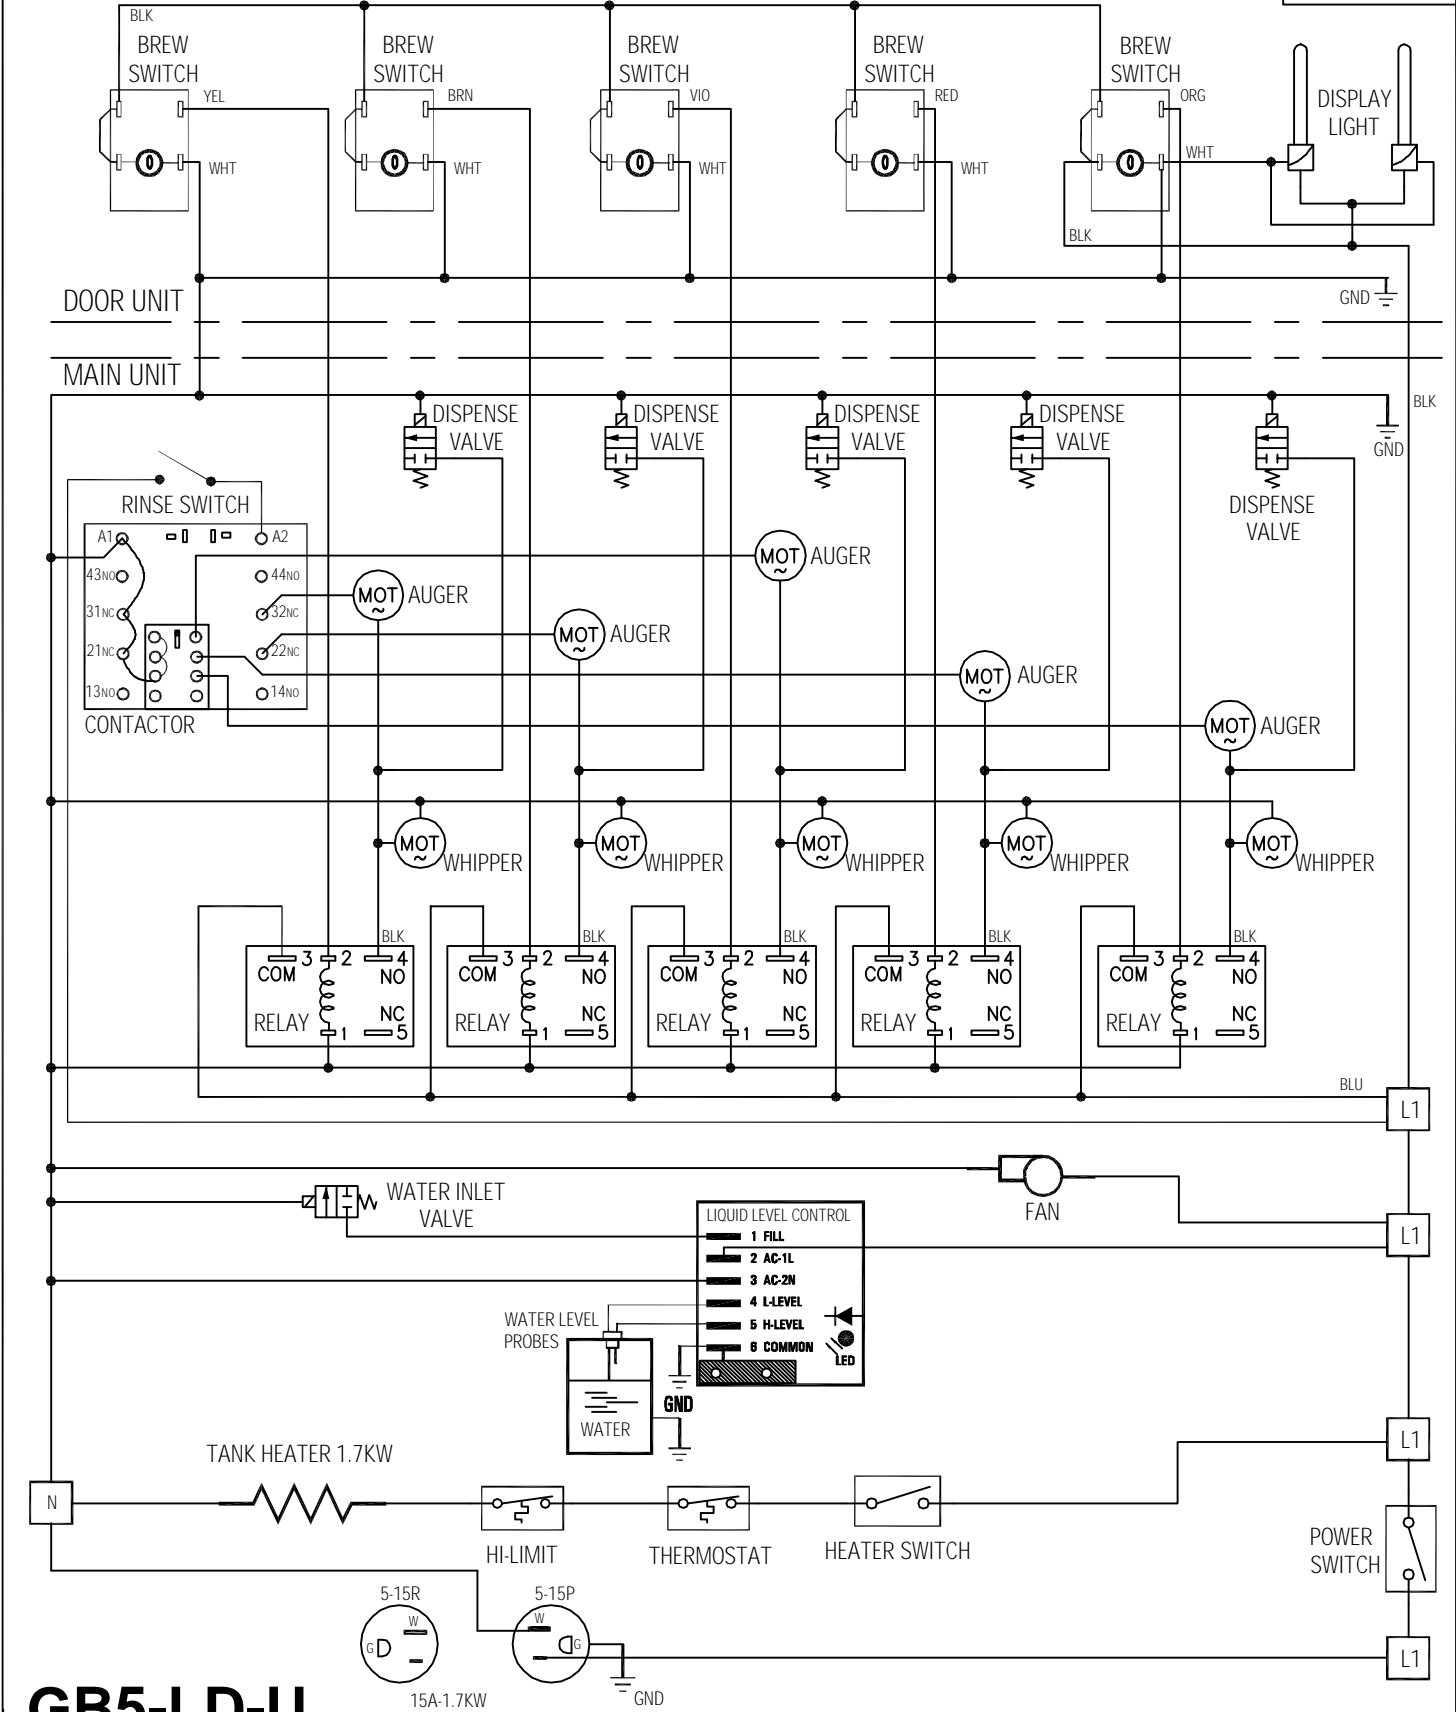 BLK
BREW BREW BREW BREW BREW
SWITCH SWITCH SWITCH SWITCH SWITCH
YEL BRN VIO RED ORG
DISPLAY
LIGHT
WHT WHT WHT WHT WHT
BLK
DOOR UNIT
GND
MAIN UNIT
BLK
DISPENSE DISPENSE DISPENSE DISPENSE
VALVE VALVE VALVE VALVE
GND
DISPENSE
VALVE
RINSE SWITCH
A1 A2
43NO 44NO
31NC 32NC
21NC 22NC
13NO 14NO
CONTACTOR
MOT ~ AUGER
MOT ~ AUGER
MOT ~ AUGER
MOT ~ AUGER
MOT ~ AUGER
MOT ~ MOT ~ MOT ~ MOT ~ MOT ~
WHIPPER WHIPPER WHIPPER WHIPPER WHIPPER
BLK BLK BLK BLK BLK
3 2 4 3 2 4 3 2 4 3 2 4 3 2 4
COM NO COM NO COM NO COM NO COM NO
NC NC NC NC NC
RELAY RELAY RELAY RELAY RELAY
1 5 1 5 1 5 1 5 1 5
BLU
L1
FAN
WATER INLET
VALVE
L1
LIQUID LEVEL CONTROL
1 FILL
2 AC-1L
3 AC-2N
4 L-LEVEL
5 H-LEVEL
6 COMMON
LED
WATER LEVEL
PROBES
GND
WATER
L1
TANK HEATER 1.7KW
N
HI-LIMIT
THERMOSTAT
HEATER SWITCH
POWER
SWITCH
5-15R 5-15P
W W
G G
L1
15A-1.7KW
GND
GB5-LD-U